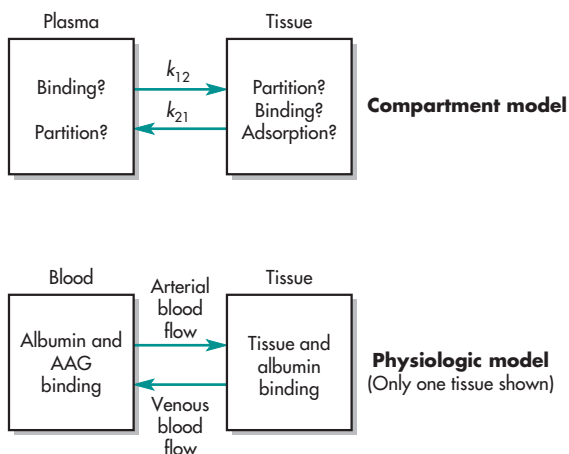 Plasma
Tissue
Binding?
Partition?
k12
k21
Partition?
Binding?
Adsorption?
Compartment model
Blood
Tissue
Albumin and
AAG
binding
Arterial
blood
flow
Venous
blood
flow
Tissue and
albumin
binding
Physiologic model
(Only one tissue shown)